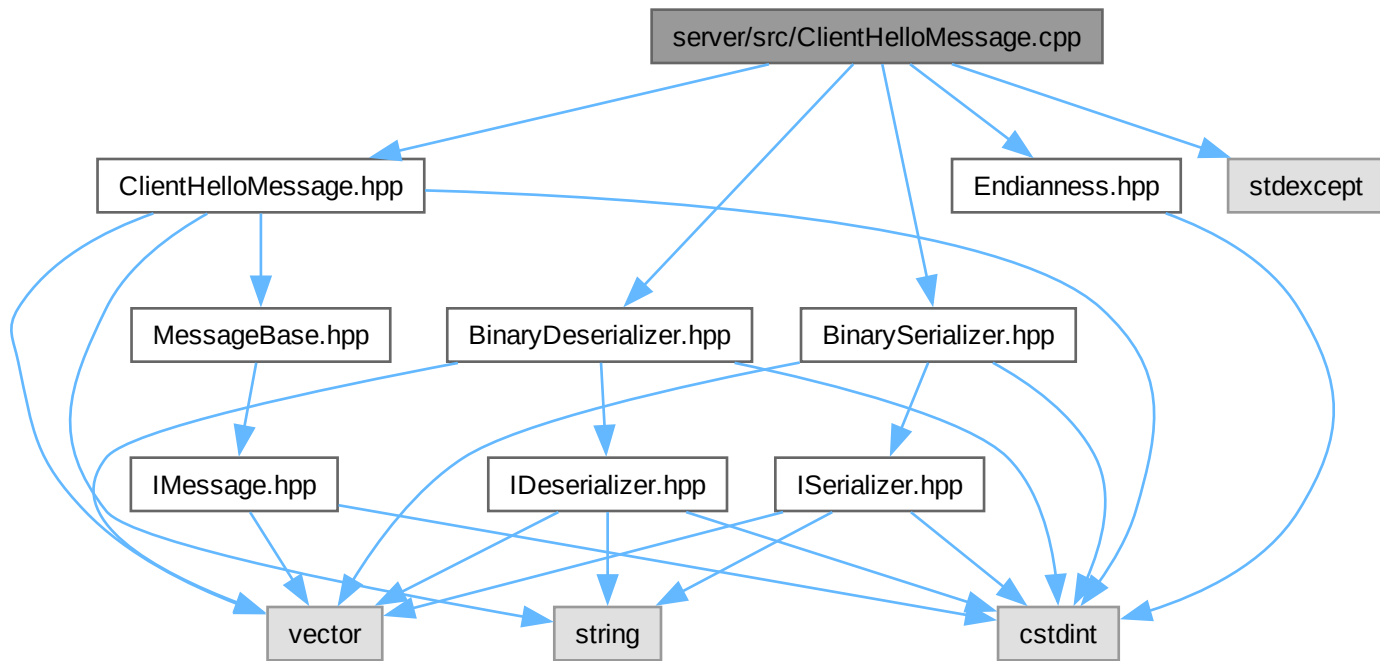 server/src/ClientHelloMessage.cpp
ClientHelloMessage.hpp
Endianness.hpp
stdexcept
MessageBase.hpp
BinaryDeserializer.hpp
BinarySerializer.hpp
IMessage.hpp
IDeserializer.hpp
ISerializer.hpp
vector
string
cstdint